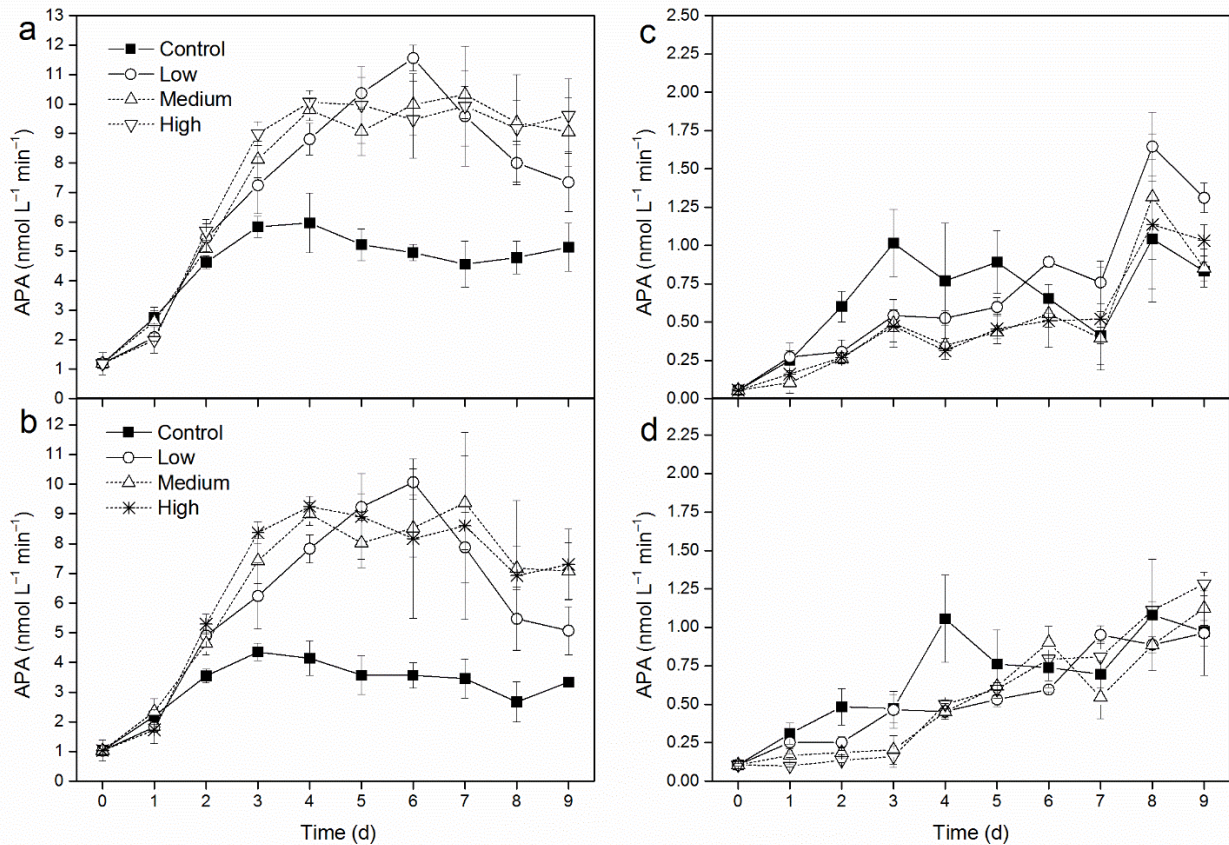 a
13
12
11
10
9
8
7
6
5
4
3
2
1
0
APA (nmol L⁻¹ min⁻¹)
Control
Low
Medium
High
c
2.50
2.25
2.00
1.75
1.50
1.25
1.00
0.75
0.50
0.25
0.00
APA (nmol L⁻¹ min⁻¹)
b
12
11
10
9
8
7
6
5
4
3
2
1
0
APA (nmol L⁻¹ min⁻¹)
Control
Low
Medium
High
0 1 2 3 4 5 6 7 8 9
Time (d)
d
2.25
2.00
1.75
1.50
1.25
1.00
0.75
0.50
0.25
0.00
APA (nmol L⁻¹ min⁻¹)
0 1 2 3 4 5 6 7 8 9
Time (d)